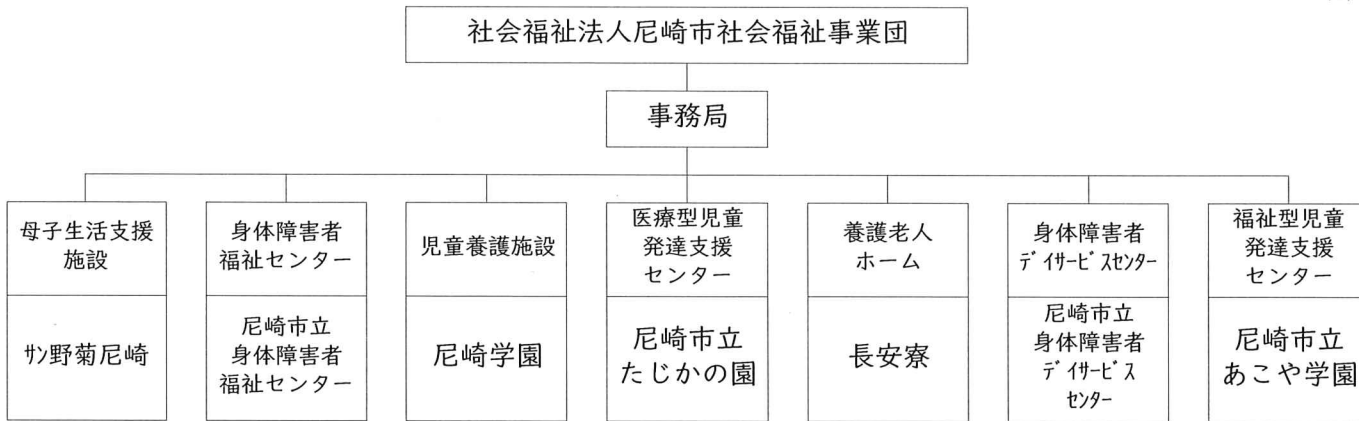 社会福祉法人尼崎市社会福祉事業団
事務局
母子生活支援
施設
サン野菊尼崎
身体障害者
福祉センター
尼崎市立
身体障害者
福祉センター
児童養護施設
尼崎学園
医療型児童
発達支援
センター
尼崎市立
たじかの園
養護老人
ホーム
長安寮
身体障害者
デイサービスセンター
尼崎市立
身体障害者
デイサービス
センター
福祉型児童
発達支援
センター
尼崎市立
あこや学園